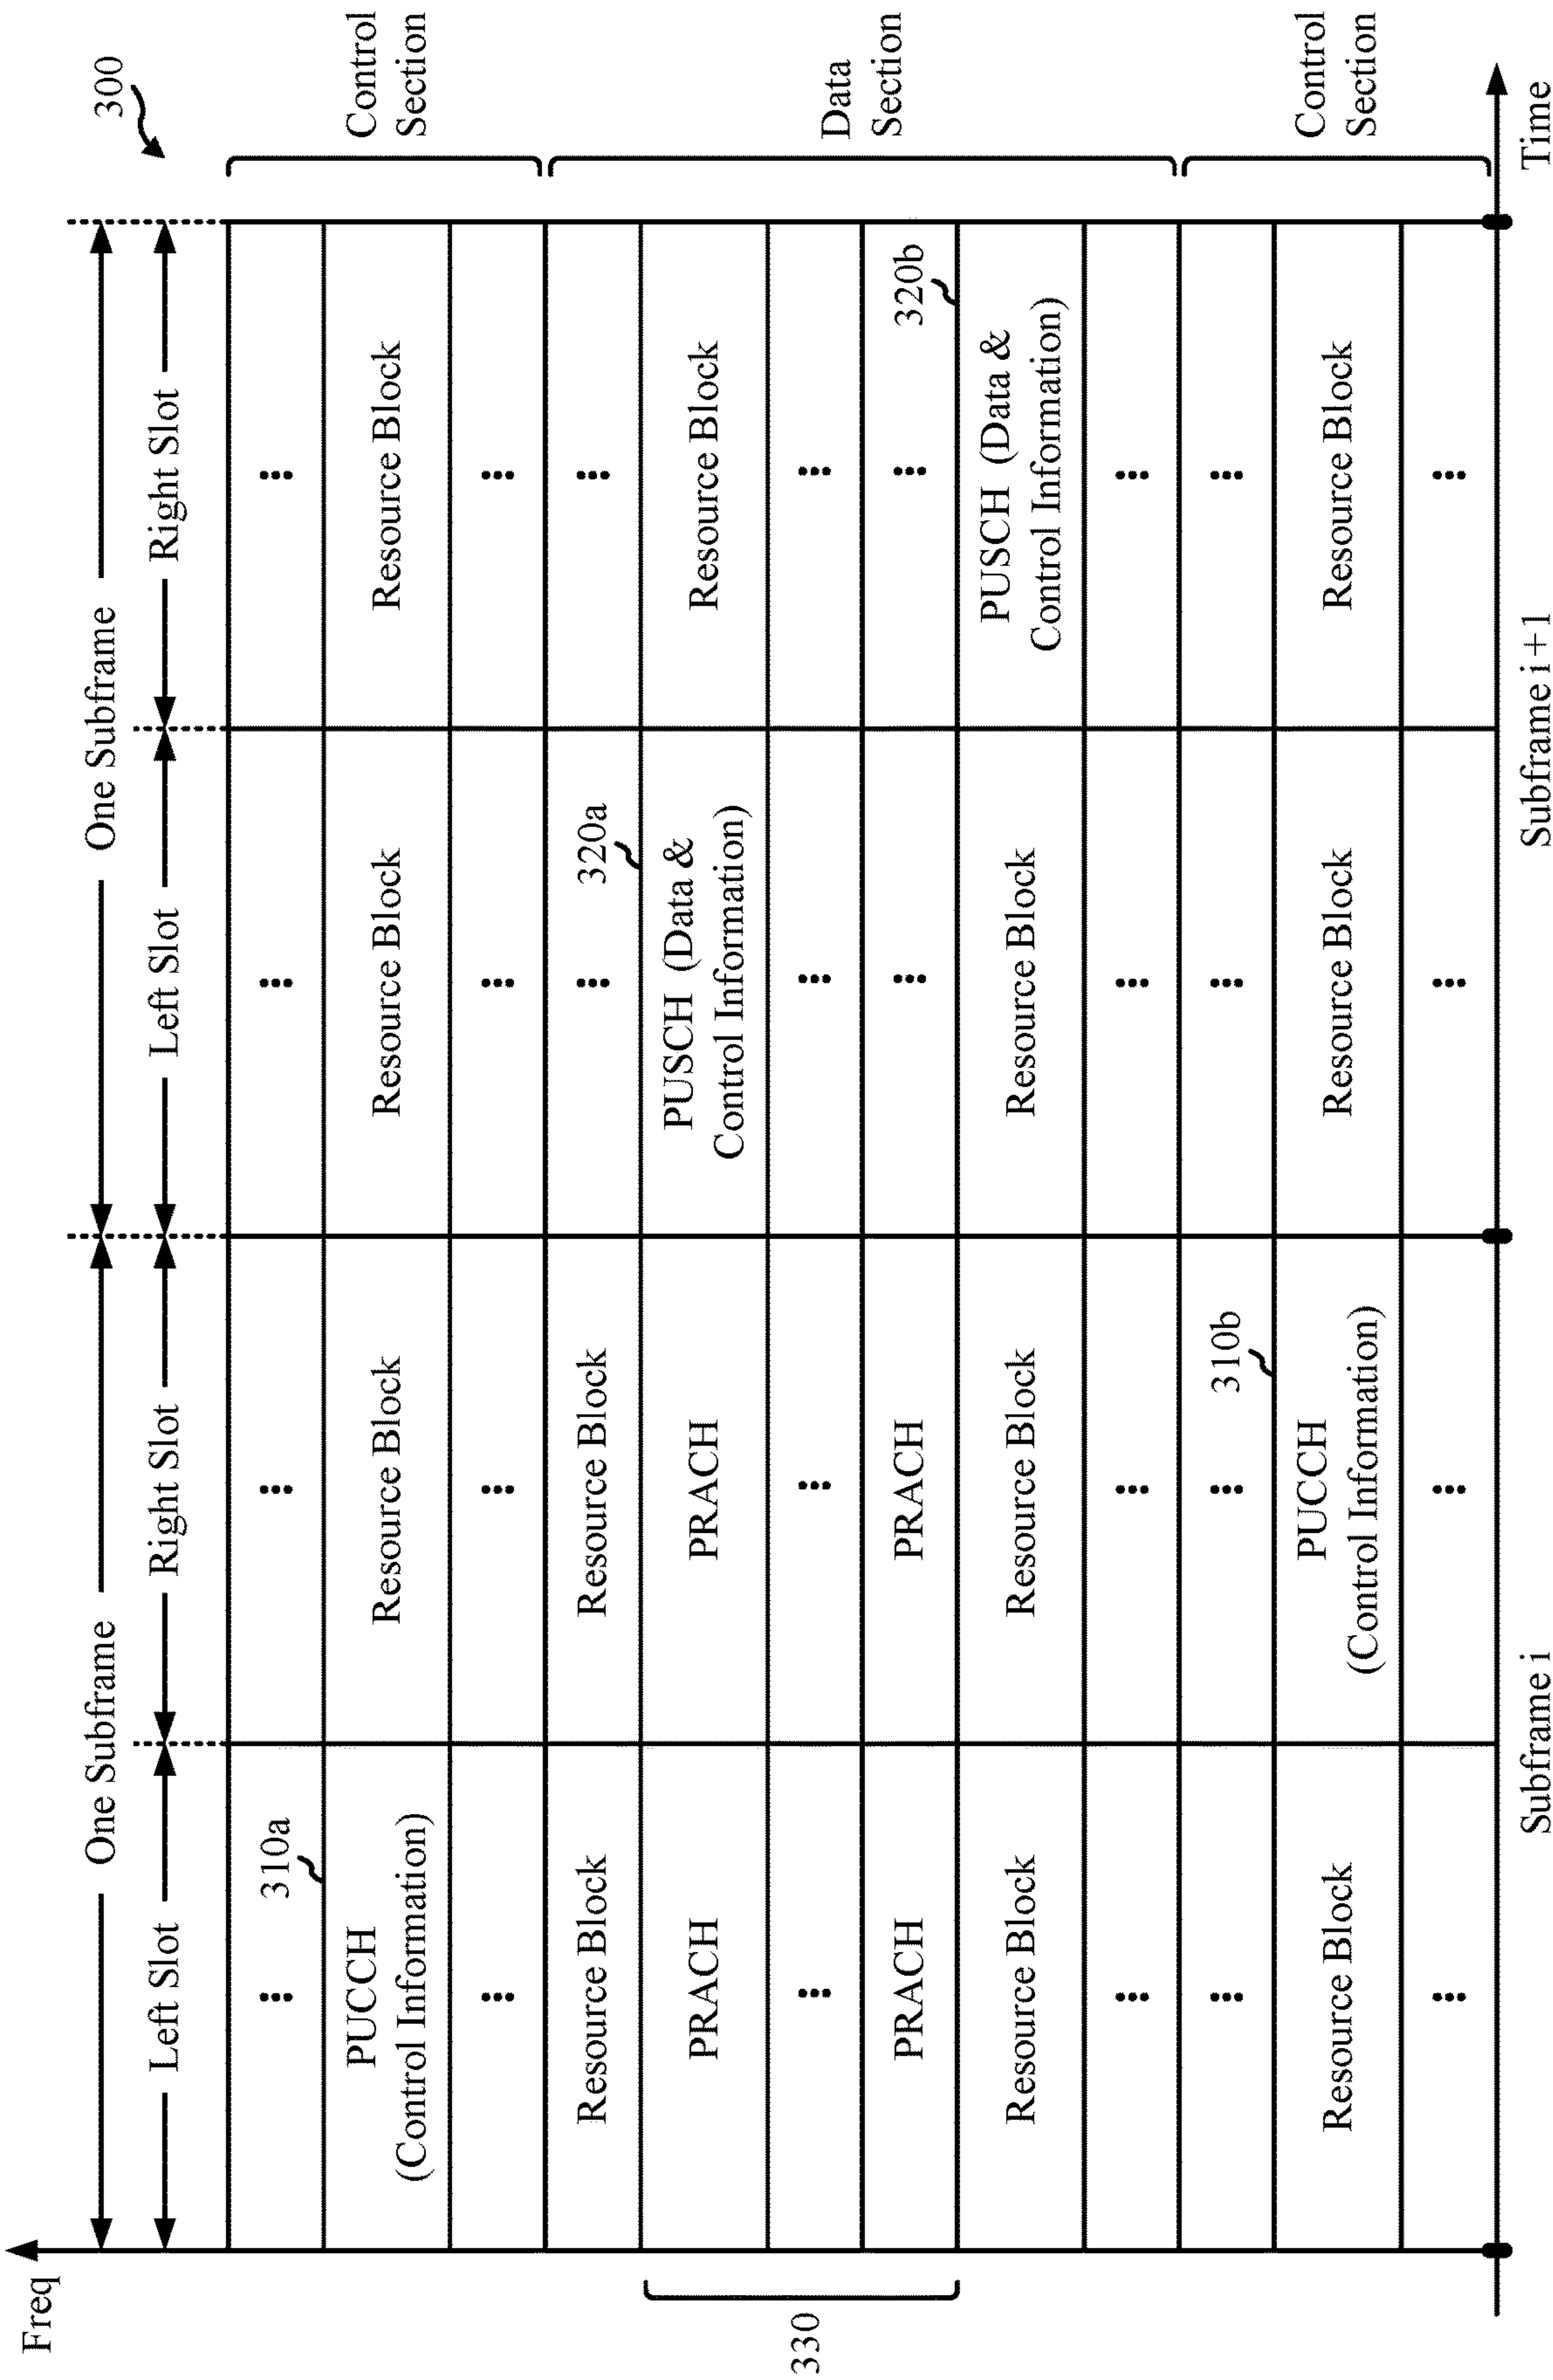 300
Freq
One Subframe
One Subframe
Left Slot
Right Slot
Left Slot
Right Slot
⋮
⋮
⋮
⋮
310a
PUCCH
(Control Information)
Resource Block
Resource Block
Resource Block
Control
Section
⋮
⋮
⋮
⋮
Resource Block
Resource Block
⋮
⋮
320a
PRACH
PRACH
PUSCH (Data &
Control Information)
Resource Block
330
⋮
⋮
⋮
⋮
Data
Section
PRACH
PRACH
⋮
⋮
320b
Resource Block
Resource Block
Resource Block
PUSCH (Data &
Control Information)
⋮
⋮
⋮
⋮
⋮
⋮
310b
⋮
⋮
Resource Block
PUCCH
(Control Information)
Resource Block
Resource Block
Control
Section
⋮
⋮
⋮
⋮
Subframe i
Subframe i+1
Time